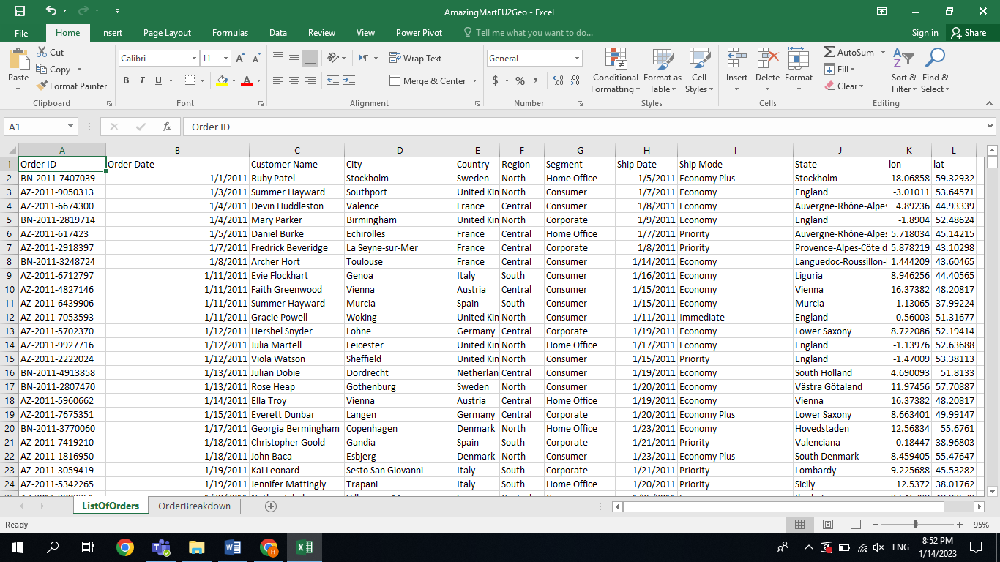 AmazingMartEU2Geo - Excel
File Home Insert Page Layout Formulas Data Review View Power Pivot Tell me what you want to do... Sign in Share
Paste Cut Copy Format Painter Clipboard
Calibri 11 B I U A A A Font
Wrap Text Merge & Center Alignment
General $ % , Number
Conditional Formatting Format as Table Cell Styles Styles
Insert Delete Format Cells
AutoSum Fill Clear Sort & Filter Find & Select Editing
A1 fx Order ID
A B C D E F G H I J K L
1 Order ID Order Date Customer Name City Country Region Segment Ship Date Ship Mode State lon lat
2 BN-2011-7407039 1/1/2011 Ruby Patel Stockholm Sweden North Home Office 1/5/2011 Economy Plus Stockholm 18.06858 59.32932
3 AZ-2011-9050313 1/3/2011 Summer Hayward Southport United Kin North Consumer 1/7/2011 Economy England -3.01011 53.64571
4 AZ-2011-6674300 1/4/2011 Devin Huddleston Valence France Central Consumer 1/8/2011 Economy Auvergne-Rhône-Alpes 4.89236 44.93339
5 BN-2011-2819714 1/4/2011 Mary Parker Birmingham United Kin North Corporate 1/9/2011 Economy England -1.8904 52.48624
6 AZ-2011-617423 1/5/2011 Daniel Burke Echirolles France Central Home Office 1/7/2011 Priority Auvergne-Rhône-Alpes 5.718034 45.14215
7 AZ-2011-2918397 1/7/2011 Fredrick Beveridge La Seyne-sur-Mer France Central Corporate 1/8/2011 Priority Provence-Alpes-Côte d 5.878219 43.10298
8 BN-2011-3248724 1/8/2011 Archer Hort Toulouse France Central Consumer 1/14/2011 Economy Languedoc-Roussillon- 1.444209 43.60465
9 AZ-2011-6712797 1/11/2011 Evie Flockhart Genoa Italy South Consumer 1/16/2011 Economy Liguria 8.946256 44.40565
10 AZ-2011-4827146 1/11/2011 Faith Greenwood Vienna Austria Central Consumer 1/15/2011 Economy Vienna 16.37382 48.20817
11 AZ-2011-6439906 1/11/2011 Summer Hayward Murcia Spain South Consumer 1/15/2011 Economy Murcia -1.13065 37.99224
12 AZ-2011-7053593 1/11/2011 Gracie Powell Woking United Kin North Consumer 1/11/2011 Immediate England -0.56003 51.31677
13 AZ-2011-5702370 1/12/2011 Hershel Snyder Lohne Germany Central Corporate 1/19/2011 Economy Lower Saxony 8.722086 52.19414
14 AZ-2011-9927716 1/12/2011 Julia Martell Leicester United Kin North Home Office 1/17/2011 Economy England -1.13976 52.63688
15 AZ-2011-2222024 1/12/2011 Viola Watson Sheffield United Kin North Consumer 1/15/2011 Priority England -1.47009 53.38113
16 BN-2011-4913858 1/13/2011 Julian Dobie Dordrecht Netherlan Central Consumer 1/19/2011 Economy South Holland 4.690093 51.8133
17 BN-2011-2807470 1/13/2011 Rose Heap Gothenburg Sweden North Consumer 1/20/2011 Economy Västra Götaland 11.97456 57.70887
18 AZ-2011-5960662 1/14/2011 Ella Troy Vienna Austria Central Home Office 1/19/2011 Economy Vienna 16.37382 48.20817
19 AZ-2011-7675351 1/15/2011 Everett Dunbar Langen Germany Central Corporate 1/20/2011 Economy Plus Lower Saxony 8.663401 49.99147
20 BN-2011-3770060 1/17/2011 Georgia Bermingham Copenhagen Denmark North Home Office 1/23/2011 Economy Hovedstaden 12.56834 55.6761
21 AZ-2011-7419210 1/18/2011 Christopher Goold Gandia Spain South Corporate 1/21/2011 Priority Valenciana -0.18447 38.96803
22 AZ-2011-1816950 1/18/2011 John Baca Esbjerg Denmark North Consumer 1/23/2011 Economy Plus South Denmark 8.459405 55.47647
23 AZ-2011-3059419 1/19/2011 Kai Leonard Sesto San Giovanni Italy South Corporate 1/21/2011 Priority Lombardy 9.225688 45.53282
24 AZ-2011-5342265 1/19/2011 Jennifer Mattingly Trapani Italy South Home Office 1/20/2011 Priority Sicily 12.5372 38.01762
ListOfOrders OrderBreakdown
Ready 95%
ENG 8:52 PM
1/14/2023